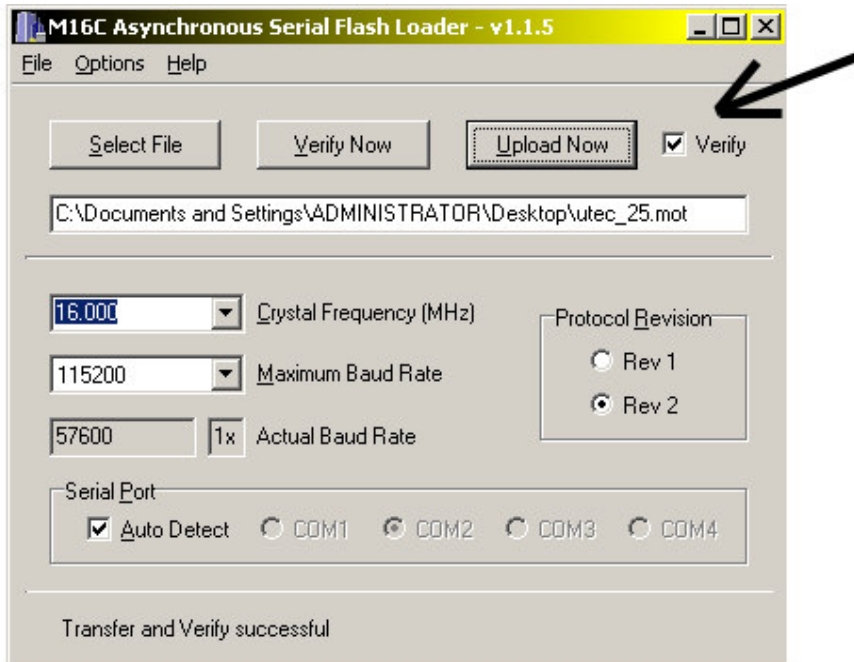 M16C Asynchronous Serial Flash Loader - v1.1.5
File Options Help
Select File Verify Now Upload Now Verify
C:\Documents and Settings\ADMINISTRATOR\Desktop\utec_25.mot
16.000 Crystal Frequency (MHz)
Protocol Revision
Rev 1
115200 Maximum Baud Rate
Rev 2
57600 1x Actual Baud Rate
Serial Port
Auto Detect COM1 COM2 COM3 COM4
Transfer and Verify successful